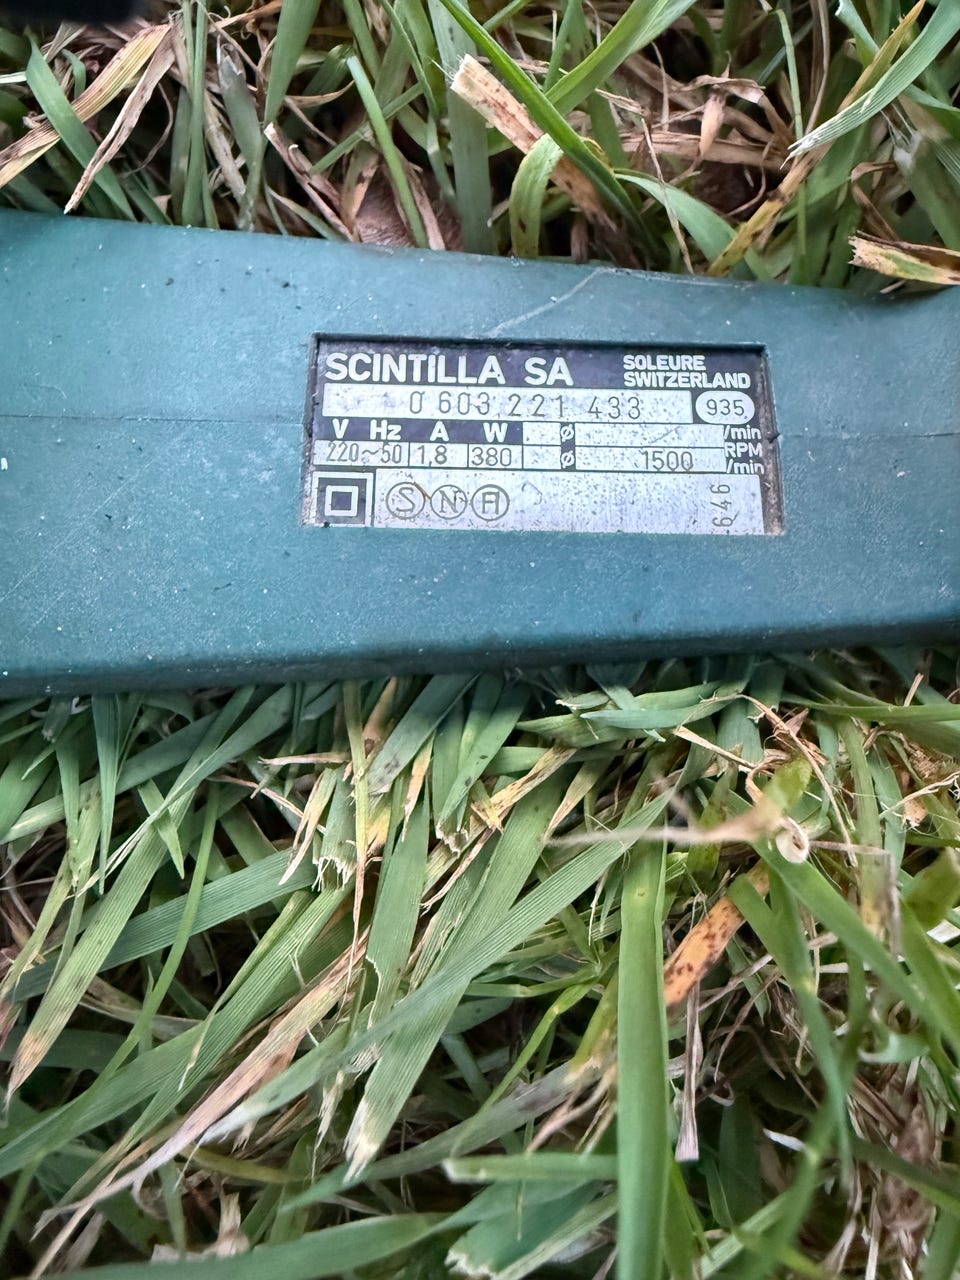 SCINTILLA SA SOLEURE SWITZERLAND
0 603 221 433 935
V Hz A W Ø /min
220~50 1,8 380 Ø 1500 RPM /min
S N F
646